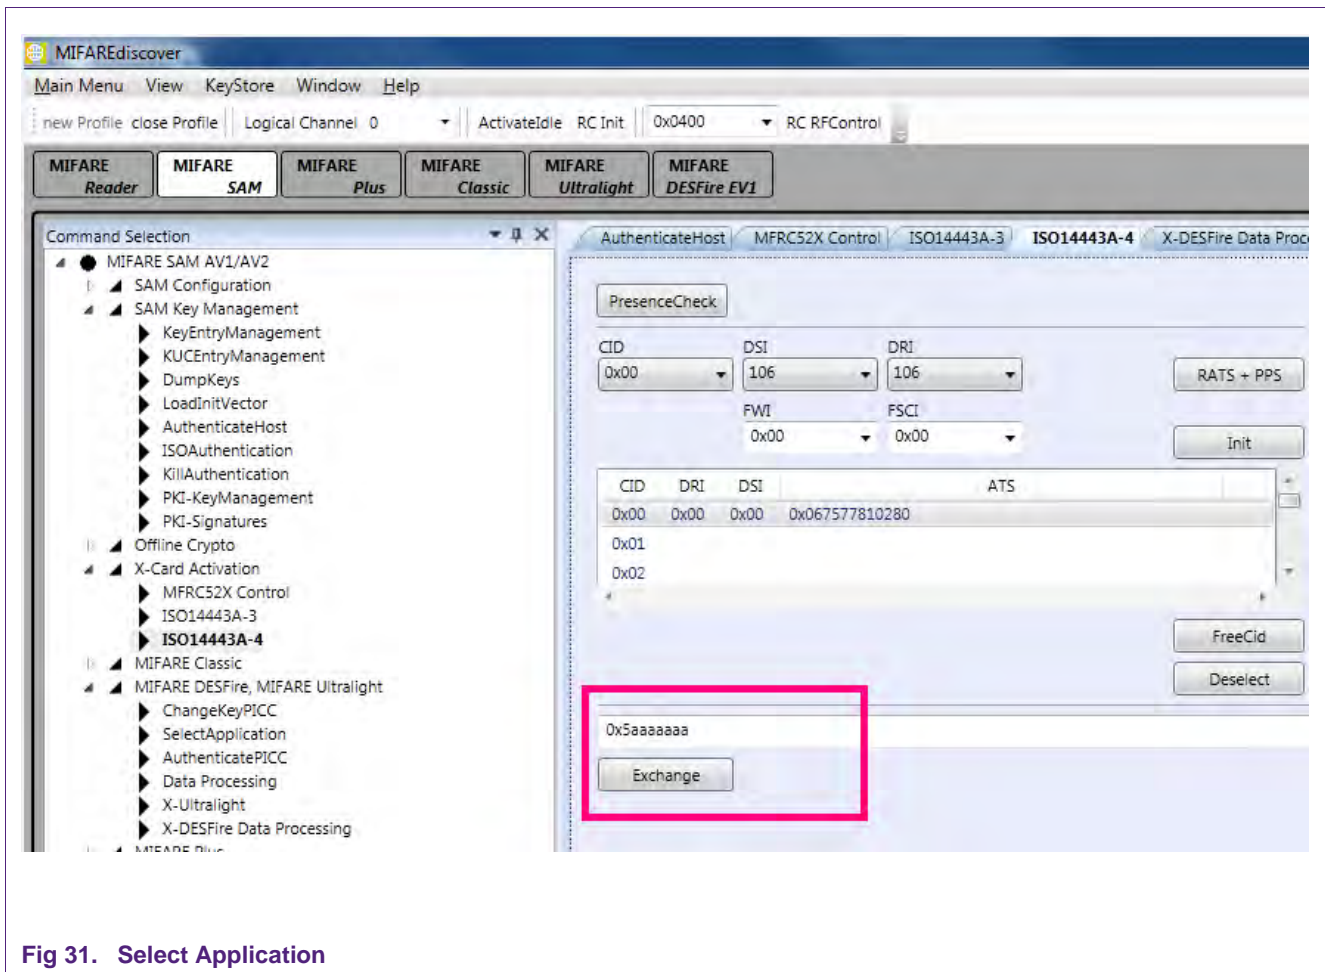 MIFAREdiscover
Main Menu View KeyStore Window Help
new Profile close Profile Logical Channel 0 ActivateIdle RC Init 0x0400 RC RFControl
MIFARE Reader MIFARE SAM MIFARE Plus MIFARE Classic MIFARE Ultralight MIFARE DESFire EV1
Command Selection
MIFARE SAM AV1/AV2
SAM Configuration
SAM Key Management
KeyEntryManagement
KUCEntryManagement
DumpKeys
LoadInitVector
AuthenticateHost
ISOAuthentication
KillAuthentication
PKI-KeyManagement
PKI-Signatures
Offline Crypto
X-Card Activation
MFRC52X Control
ISO14443A-3
ISO14443A-4
MIFARE Classic
MIFARE DESFire, MIFARE Ultralight
ChangeKeyPICC
SelectApplication
AuthenticatePICC
Data Processing
X-Ultralight
X-DESFire Data Processing
MIFARE Plus
AuthenticateHost MFRC52X Control ISO14443A-3 ISO14443A-4 X-DESFire Data Proc
PresenceCheck
CID DSI DRI
0x00 106 106 RATS + PPS
FWI FSCI
0x00 0x00 Init
CID DRI DSI ATS
0x00 0x00 0x00 0x067577810280
0x01
0x02
FreeCid
Deselect
0x5aaaaaaa
Exchange
Fig 31. Select Application